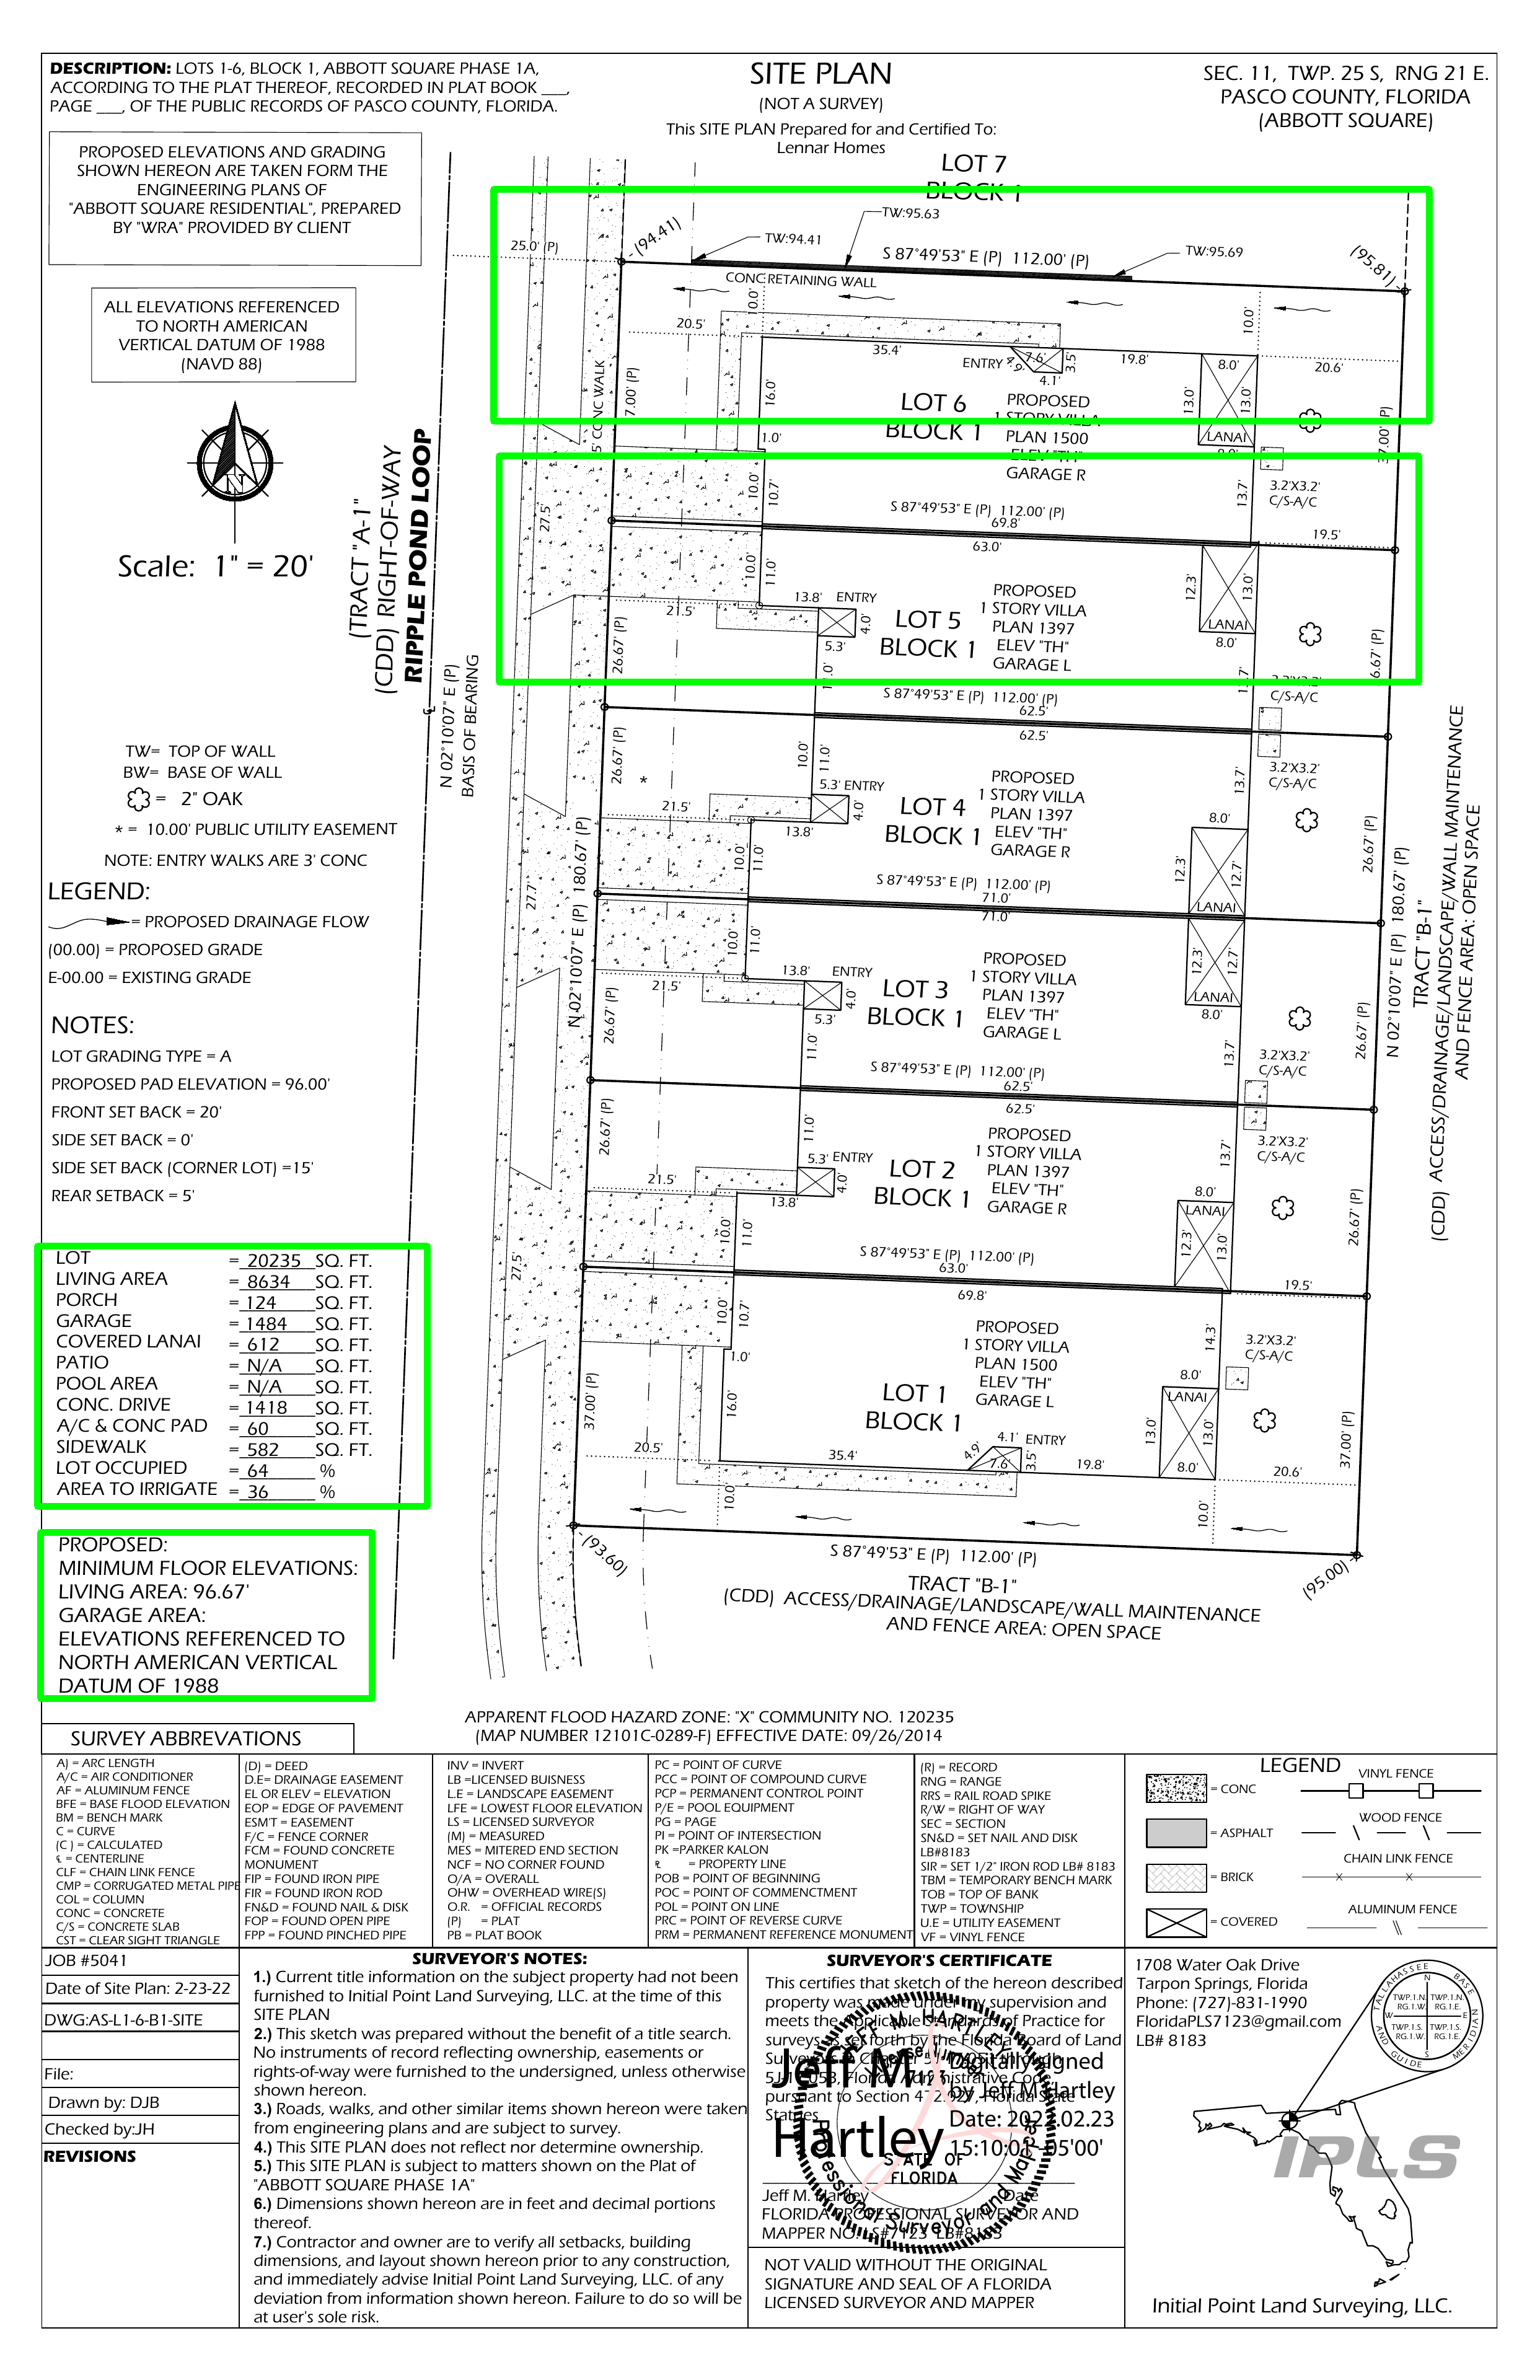 DESCRIPTION: LOTS 1-6, BLOCK 1, ABBOTT SQUARE PHASE 1A,
ACCORDING TO THE PLAT THEREOF, RECORDED IN PLAT BOOK ___,
PAGE ___, OF THE PUBLIC RECORDS OF PASCO COUNTY, FLORIDA.
SITE PLAN
(NOT A SURVEY)
This SITE PLAN Prepared for and Certified To:
Lennar Homes
SEC. 11, TWP. 25 S, RNG 21 E.
PASCO COUNTY, FLORIDA
(ABBOTT SQUARE)
PROPOSED ELEVATIONS AND GRADING
SHOWN HEREON ARE TAKEN FORM THE
ENGINEERING PLANS OF
"ABBOTT SQUARE RESIDENTIAL", PREPARED
BY "WRA" PROVIDED BY CLIENT
ALL ELEVATIONS REFERENCED
TO NORTH AMERICAN
VERTICAL DATUM OF 1988
(NAVD 88)
N
Scale: 1" = 20'
(TRACT "A-1"
(CDD) RIGHT-OF-WAY
RIPPLE POND LOOP
N 02°10'07" E (P)
BASIS OF BEARING
TW= TOP OF WALL
BW= BASE OF WALL
= 2" OAK
* = 10.00' PUBLIC UTILITY EASEMENT
NOTE: ENTRY WALKS ARE 3' CONC
LEGEND:
= PROPOSED DRAINAGE FLOW
(00.00) = PROPOSED GRADE
E-00.00 = EXISTING GRADE
NOTES:
LOT GRADING TYPE = A
PROPOSED PAD ELEVATION = 96.00'
FRONT SET BACK = 20'
SIDE SET BACK = 0'
SIDE SET BACK (CORNER LOT) =15'
REAR SETBACK = 5'
LOT = 20235 SQ. FT.
LIVING AREA = 8634 SQ. FT.
PORCH = 124 SQ. FT.
GARAGE = 1484 SQ. FT.
COVERED LANAI = 612 SQ. FT.
PATIO = N/A SQ. FT.
POOL AREA = N/A SQ. FT.
CONC. DRIVE = 1418 SQ. FT.
A/C & CONC PAD = 60 SQ. FT.
SIDEWALK = 582 SQ. FT.
LOT OCCUPIED = 64 %
AREA TO IRRIGATE = 36 %
PROPOSED:
MINIMUM FLOOR ELEVATIONS:
LIVING AREA: 96.67'
GARAGE AREA:
ELEVATIONS REFERENCED TO
NORTH AMERICAN VERTICAL
DATUM OF 1988
LOT 7
BLOCK 1
TW:95.63
TW:94.41
TW:95.69
25.0' (P)
(94.41)
(95.81)
S 87°49'53" E (P) 112.00' (P)
CONC RETAINING WALL
10.0'
10.0'
20.5'
35.4'
ENTRY
4.9'
7.6'
3.5'
4.1'
19.8'
8.0'
20.6'
5' CONC WALK
7.00' (P)
16.0'
13.0'
13.0'
37.00' (P)
LOT 6
BLOCK 1
PROPOSED
1 STORY VILLA
PLAN 1500
ELEV "TH"
GARAGE R
LANAI
8.0'
1.0'
10.0'
10.7'
13.7'
3.2'X3.2'
C/S-A/C
27.5'
S 87°49'53" E (P) 112.00' (P)
69.8'
19.5'
63.0'
10.0'
11.0'
12.3'
13.0'
13.8'
ENTRY
4.0'
5.3'
21.5'
LOT 5
BLOCK 1
PROPOSED
1 STORY VILLA
PLAN 1397
ELEV "TH"
GARAGE L
LANAI
8.0'
26.67' (P)
6.67' (P)
3.2'X3.2'
C/S-A/C
S 87°49'53" E (P) 112.00' (P)
62.5'
62.5'
26.67' (P)
*
10.0'
11.0'
13.7'
3.2'X3.2'
C/S-A/C
5.3' ENTRY
4.0'
21.5'
13.8'
LOT 4
BLOCK 1
PROPOSED
1 STORY VILLA
PLAN 1397
ELEV "TH"
GARAGE R
8.0'
26.67' (P)
10.0'
11.0'
12.3'
12.7'
LANAI
27.7'
N 02°10'07" E (P) 180.67' (P)
S 87°49'53" E (P) 112.00' (P)
71.0'
71.0'
10.0'
11.0'
12.3'
12.7'
13.8'
ENTRY
4.0'
5.3'
21.5'
LOT 3
BLOCK 1
PROPOSED
1 STORY VILLA
PLAN 1397
ELEV "TH"
GARAGE L
LANAI
8.0'
26.67' (P)
26.67' (P)
11.0'
13.7'
3.2'X3.2'
C/S-A/C
N 02°10'07" E (P) 180.67' (P)
TRACT "B-1"
(CDD) ACCESS/DRAINAGE/LANDSCAPE/WALL MAINTENANCE
AND FENCE AREA: OPEN SPACE
S 87°49'53" E (P) 112.00' (P)
62.5'
62.5'
26.67' (P)
11.0'
13.7'
3.2'X3.2'
C/S-A/C
5.3' ENTRY
4.0'
21.5'
13.8'
LOT 2
BLOCK 1
PROPOSED
1 STORY VILLA
PLAN 1397
ELEV "TH"
GARAGE R
8.0'
LANAI
26.67' (P)
10.0'
11.0'
12.3'
13.0'
27.5'
S 87°49'53" E (P) 112.00' (P)
63.0'
19.5'
69.8'
10.0'
10.7'
14.3'
3.2'X3.2'
C/S-A/C
1.0'
37.00' (P)
16.0'
LOT 1
BLOCK 1
PROPOSED
1 STORY VILLA
PLAN 1500
ELEV "TH"
GARAGE L
8.0'
LANAI
13.0'
13.0'
37.00' (P)
4.1' ENTRY
4.9'
7.6'
3.5'
20.5'
35.4'
19.8'
8.0'
20.6'
10.0'
10.0'
(93.60)
(95.00)
S 87°49'53" E (P) 112.00' (P)
TRACT "B-1"
(CDD) ACCESS/DRAINAGE/LANDSCAPE/WALL MAINTENANCE
AND FENCE AREA: OPEN SPACE
APPARENT FLOOD HAZARD ZONE: "X" COMMUNITY NO. 120235
(MAP NUMBER 12101C-0289-F) EFFECTIVE DATE: 09/26/2014
SURVEY ABBREVATIONS
A) = ARC LENGTH
A/C = AIR CONDITIONER
AF = ALUMINUM FENCE
BFE = BASE FLOOD ELEVATION
BM = BENCH MARK
C = CURVE
(C ) = CALCULATED
℄ = CENTERLINE
CLF = CHAIN LINK FENCE
CMP = CORRUGATED METAL PIPE
COL = COLUMN
CONC = CONCRETE
C/S = CONCRETE SLAB
CST = CLEAR SIGHT TRIANGLE
(D) = DEED
D.E= DRAINAGE EASEMENT
EL OR ELEV = ELEVATION
EOP = EDGE OF PAVEMENT
ESM'T = EASEMENT
F/C = FENCE CORNER
FCM = FOUND CONCRETE
MONUMENT
FIP = FOUND IRON PIPE
FIR = FOUND IRON ROD
FN&D = FOUND NAIL & DISK
FOP = FOUND OPEN PIPE
FPP = FOUND PINCHED PIPE
INV = INVERT
LB =LICENSED BUISNESS
L.E = LANDSCAPE EASEMENT
LFE = LOWEST FLOOR ELEVATION
LS = LICENSED SURVEYOR
(M) = MEASURED
MES = MITERED END SECTION
NCF = NO CORNER FOUND
O/A = OVERALL
OHW = OVERHEAD WIRE(S)
O.R. = OFFICIAL RECORDS
(P) = PLAT
PB = PLAT BOOK
PC = POINT OF CURVE
PCC = POINT OF COMPOUND CURVE
PCP = PERMANENT CONTROL POINT
P/E = POOL EQUIPMENT
PG = PAGE
PI = POINT OF INTERSECTION
PK =PARKER KALON
= PROPERTY LINE
POB = POINT OF BEGINNING
POC = POINT OF COMMENCTMENT
POL = POINT ON LINE
PRC = POINT OF REVERSE CURVE
PRM = PERMANENT REFERENCE MONUMENT
(R) = RECORD
RNG = RANGE
RRS = RAIL ROAD SPIKE
R/W = RIGHT OF WAY
SEC = SECTION
SN&D = SET NAIL AND DISK
LB#8183
SIR = SET 1/2" IRON ROD LB# 8183
TBM = TEMPORARY BENCH MARK
TOB = TOP OF BANK
TWP = TOWNSHIP
U.E = UTILITY EASEMENT
VF = VINYL FENCE
LEGEND
= CONC
= ASPHALT
= BRICK
= COVERED
VINYL FENCE
WOOD FENCE
CHAIN LINK FENCE
ALUMINUM FENCE
JOB #5041
Date of Site Plan: 2-23-22
DWG:AS-L1-6-B1-SITE
File:
Drawn by: DJB
Checked by:JH
REVISIONS
SURVEYOR'S NOTES:
1.) Current title information on the subject property had not been
furnished to Initial Point Land Surveying, LLC. at the time of this
SITE PLAN
2.) This sketch was prepared without the benefit of a title search.
No instruments of record reflecting ownership, easements or
rights-of-way were furnished to the undersigned, unless otherwise
shown hereon.
3.) Roads, walks, and other similar items shown hereon were taken
from engineering plans and are subject to survey.
4.) This SITE PLAN does not reflect nor determine ownership.
5.) This SITE PLAN is subject to matters shown on the Plat of
"ABBOTT SQUARE PHASE 1A"
6.) Dimensions shown hereon are in feet and decimal portions
thereof.
7.) Contractor and owner are to verify all setbacks, building
dimensions, and layout shown hereon prior to any construction,
and immediately advise Initial Point Land Surveying, LLC. of any
deviation from information shown hereon. Failure to do so will be
at user's sole risk.
SURVEYOR'S CERTIFICATE
This certifies that sketch of the hereon described
property was made under my supervision and
meets the applicable Standards of Practice for
surveys as set forth by the Florida Board of Land
Jeff M
Hartley
Digitally signed
by Jeff M Hartley
Date: 2022.02.23
15:10:01 -05'00'
STATE OF
FLORIDA
Professional Surveyor and Mapper
Jeff M. Hartley Date
FLORIDA PROFESSIONAL SURVEYOR AND
MAPPER NO. LS#7123 LB#8183
NOT VALID WITHOUT THE ORIGINAL
SIGNATURE AND SEAL OF A FLORIDA
LICENSED SURVEYOR AND MAPPER
1708 Water Oak Drive
Tarpon Springs, Florida
Phone: (727)-831-1990
FloridaPLS7123@gmail.com
LB# 8183
TALLAHASSEE BASE
AND GUIDE MERIDIAN
N
W
E
S
TWP.1.N.
RG.1.W.
TWP.1.N.
RG.1.E.
TWP.1.S.
RG.1.W.
TWP.1.S.
RG.1.E.
IPLS
Initial Point Land Surveying, LLC.